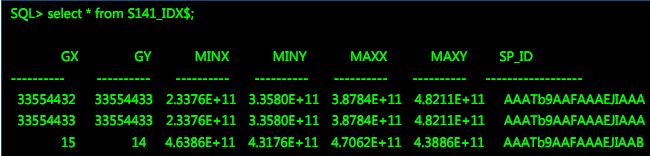 SQL> select * from S141_IDX$;
GX GY MINX MINY MAXX MAXY SP_ID
---------- ---------- ---------- ---------- ---------- ---------- ------------------
33554432 33554433 2.3376E+11 3.3580E+11 3.8784E+11 4.8211E+11 AAATb9AAFAAAEJIAAA
33554433 33554433 2.3376E+11 3.3580E+11 3.8784E+11 4.8211E+11 AAATb9AAFAAAEJIAAA
15 14 4.6386E+11 4.3176E+11 4.7062E+11 4.3886E+11 AAATb9AAFAAAEJIAAB